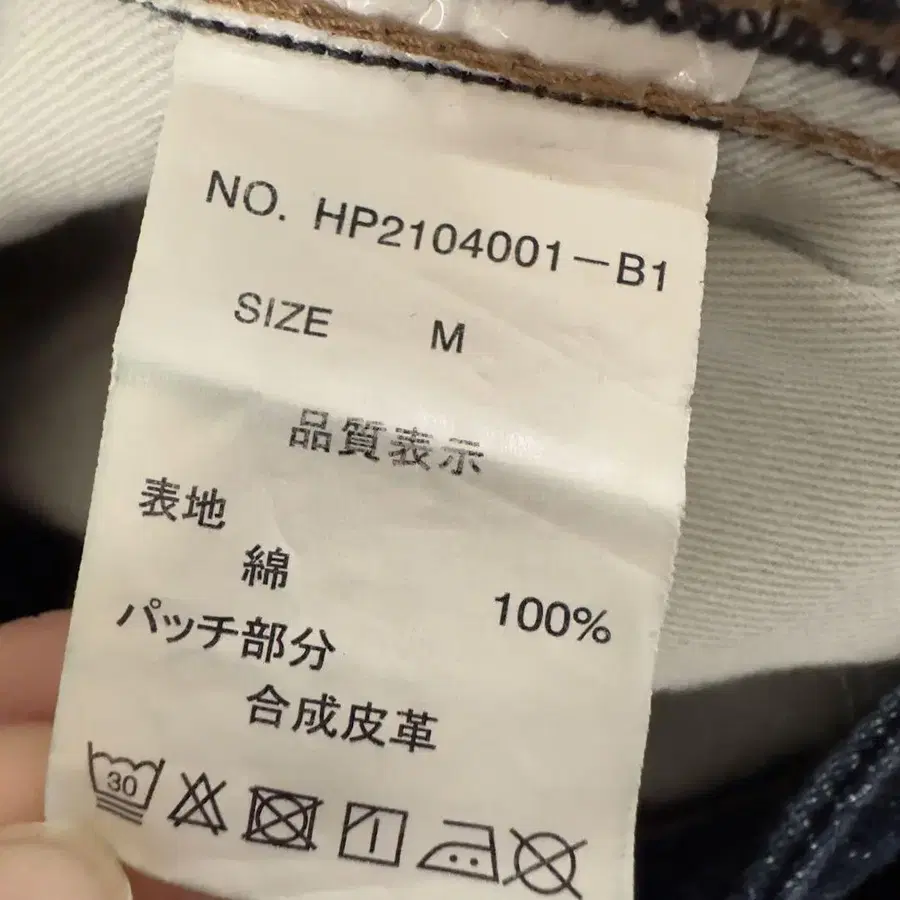 NO. HP2104001-B1
SIZE M
品質表示
表地
綿 100%
パッチ部分
合成皮革
30